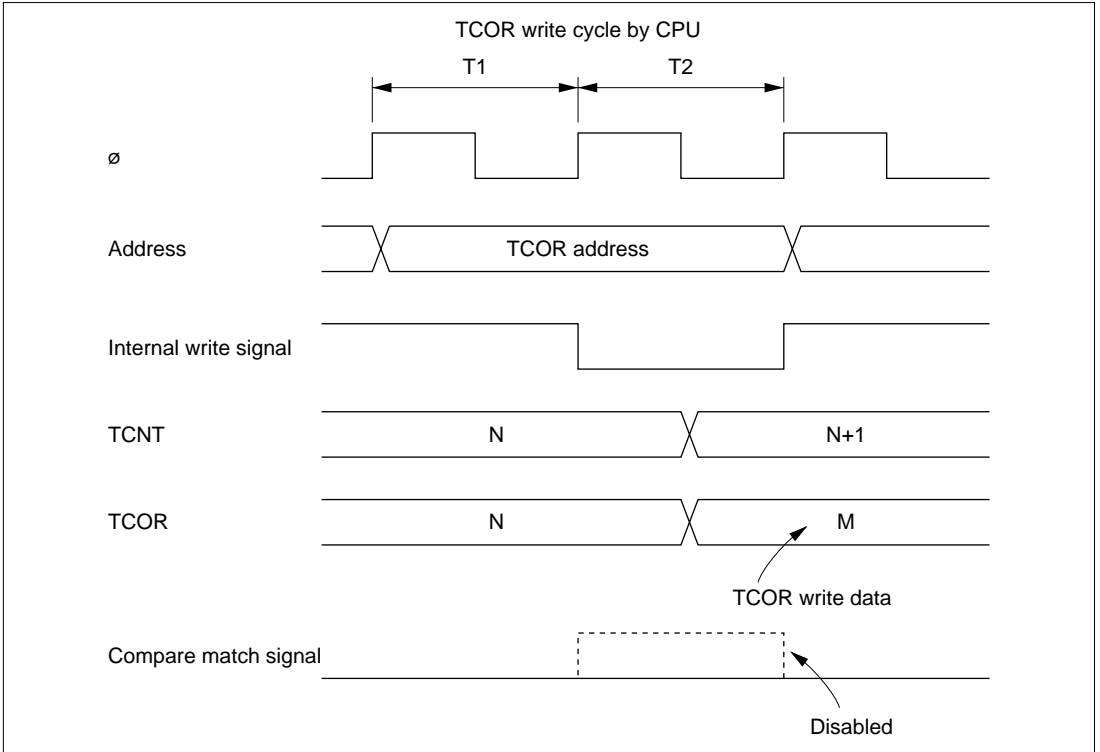 TCOR write cycle by CPU
T1 T2
ø
Address TCOR address
Internal write signal
TCNT N N+1
TCOR N M
TCOR write data
Compare match signal
Disabled